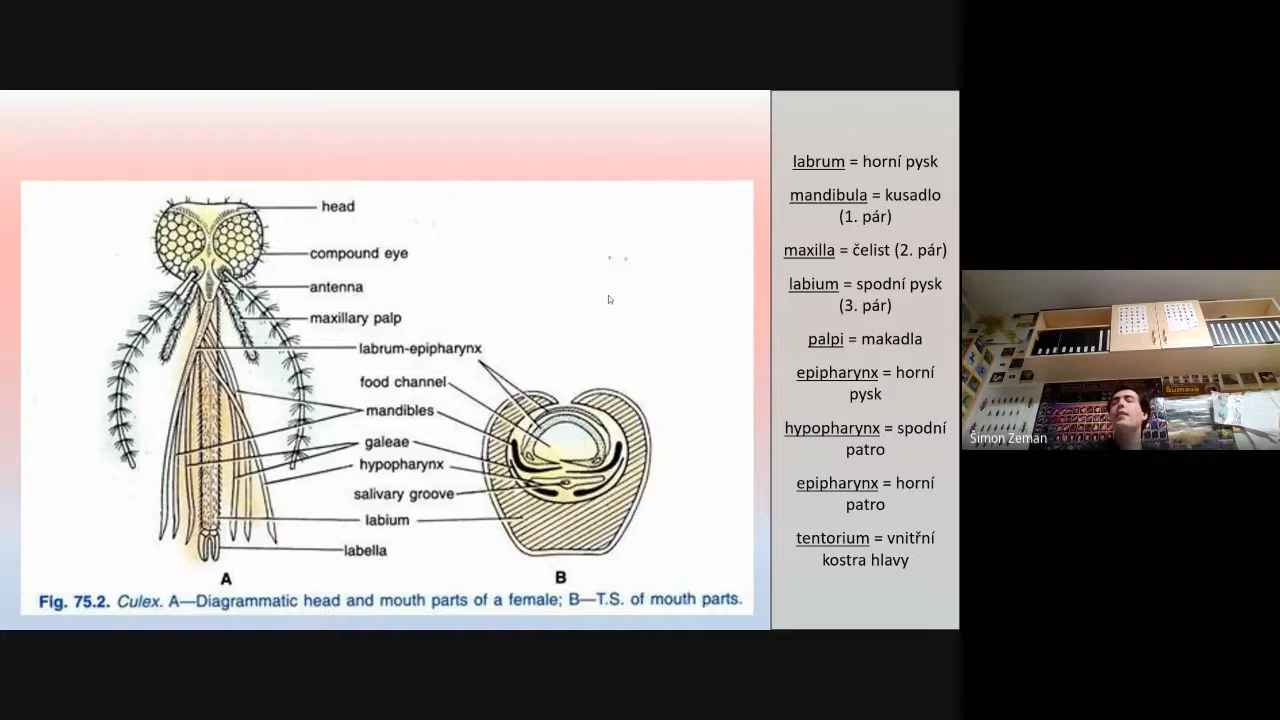 head
compound eye
antenna
maxillary palp
labrum-epipharynx
food channel
mandibles
galeae
hypopharynx
salivary groove
labium
labella
A
B
Fig. 75.2. Culex. A—Diagrammatic head and mouth parts of a female; B—T.S. of mouth parts.
labrum = horní pysk
mandibula = kusadlo
(1. pár)
maxilla = čelist (2. pár)
labium = spodní pysk
(3. pár)
palpi = makadla
epipharynx = horní
pysk
hypopharynx = spodní
patro
epipharynx = horní
patro
tentorium = vnitřní
kostra hlavy
Šumava
Šimon Zeman